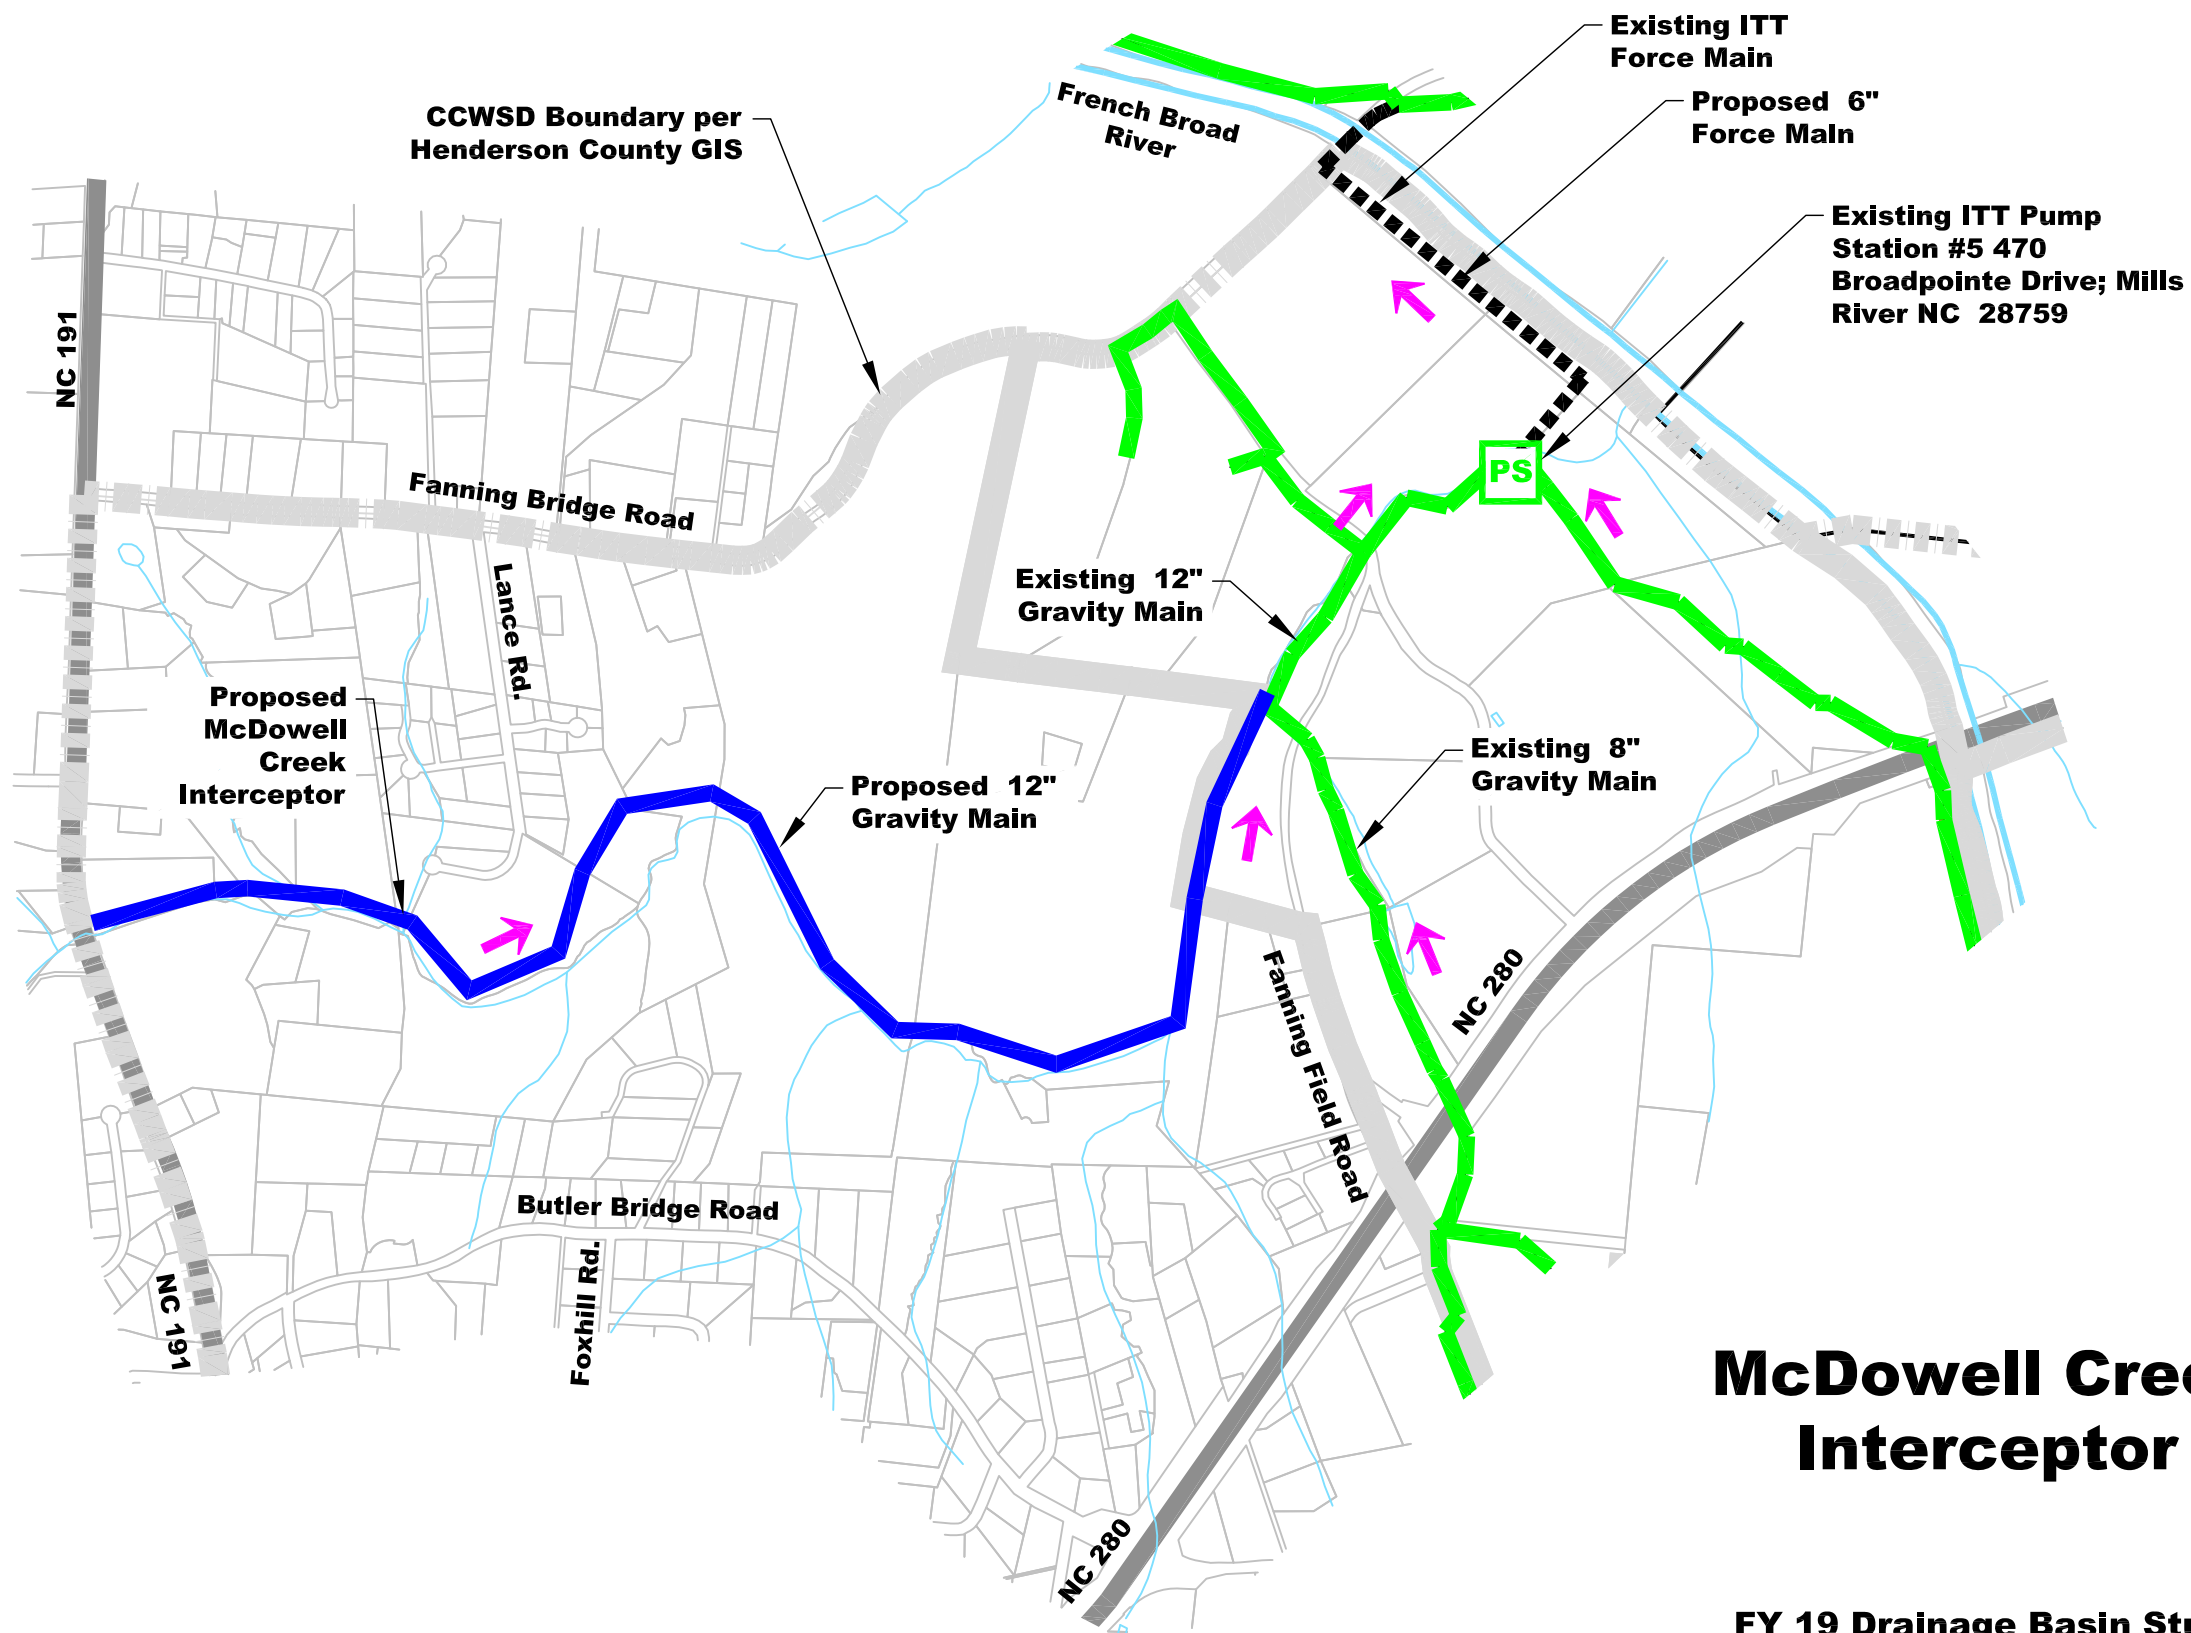 Existing ITT
Force Main
Proposed 6"
Force MaIn
Existing ITT Pump
Station #5 470
Broadpointe Drive; Mills
River NC 28759
French Broad
River
CCWSD Boundary per
Henderson County GIS
NC 191
Fanning Bridge Road
PS
Lance Rd.
Existing 12"
Gravity Main
Proposed
McDowell
Creek
Interceptor
Proposed 12"
Gravity Main
Existing 8"
Gravity Main
Fanning Field Road
NC 280
Butler Bridge Road
Foxhill Rd.
NC 191
NC 280
McDowell
Interceptor
FY 19 Drainage Basin